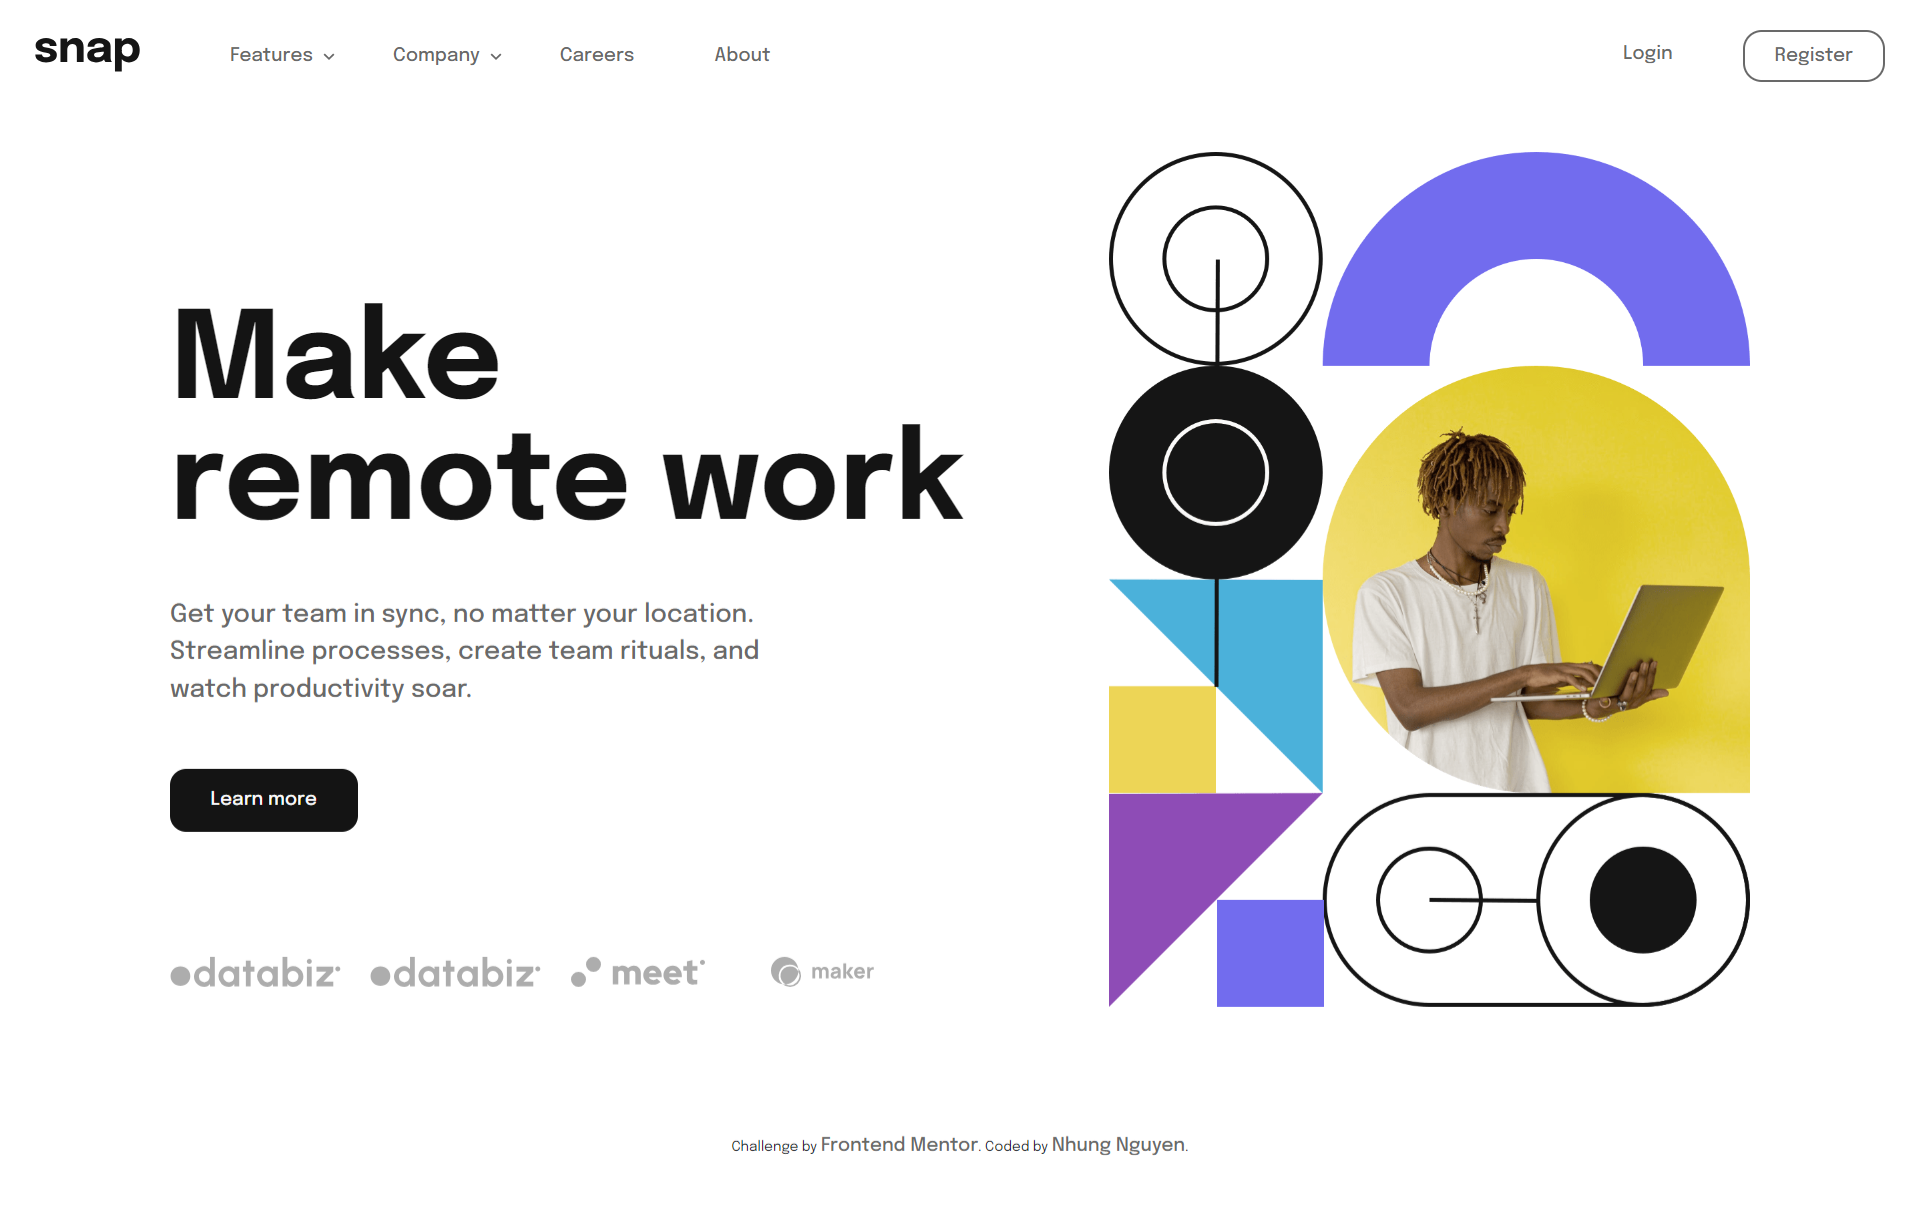 snap
Features
Company
Careers
About
Login
Register
Make
remote work
Get your team in sync, no matter your location.
Streamline processes, create team rituals, and
watch productivity soar.
Learn more
databiz
databiz
meet
maker
Challenge by Frontend Mentor. Coded by Nhung Nguyen.